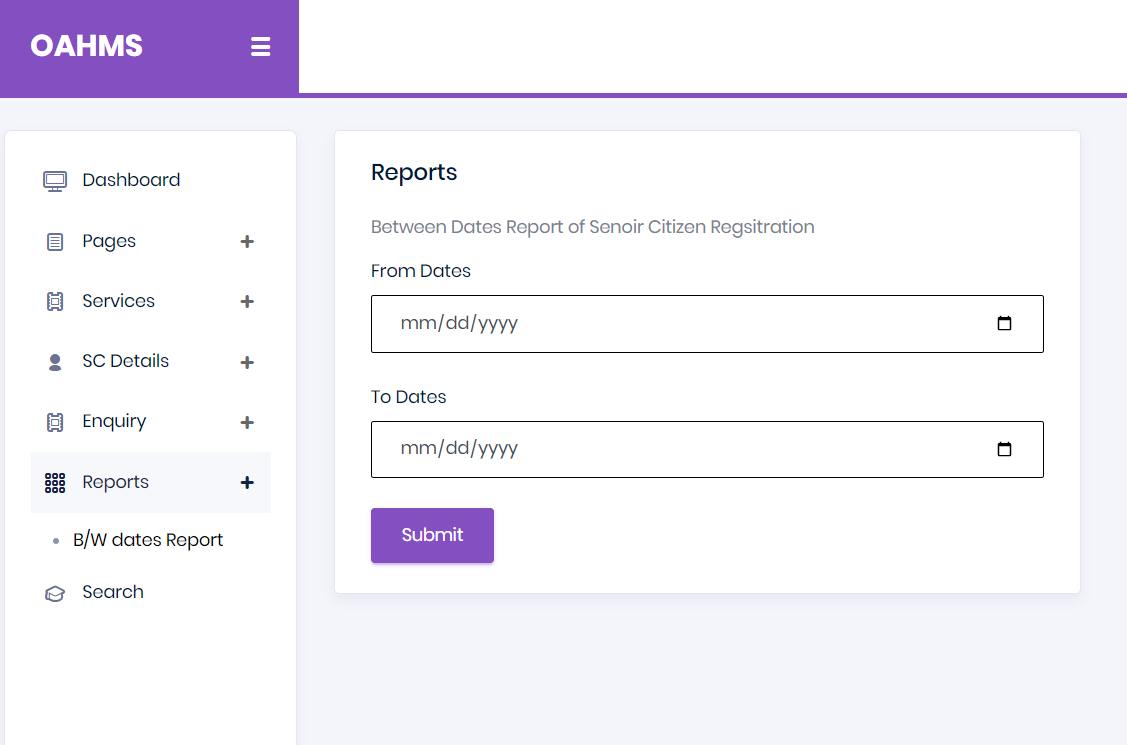 OAHMS
Dashboard
Pages
Services
SC Details
Enquiry
Reports
B/W dates Report
Search
Reports
Between Dates Report of Senoir Citizen Regsitration
From Dates
mm/dd/yyyy
To Dates
mm/dd/yyyy
Submit